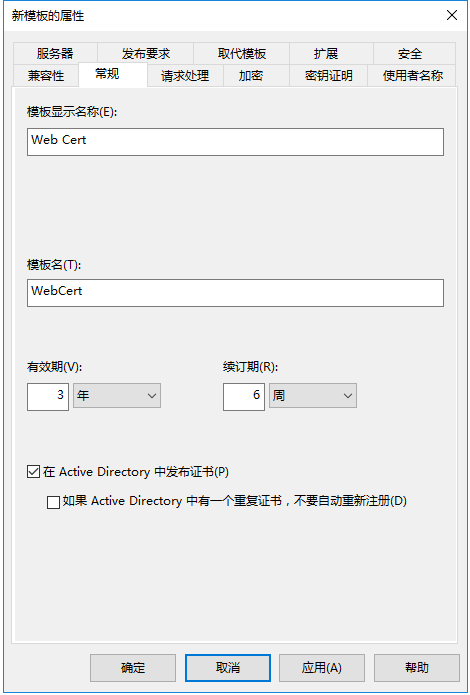 新模板的属性
服务器 发布要求 取代模板 扩展 安全
兼容性 常规 请求处理 加密 密钥证明 使用者名称
模板显示名称(E):
Web Cert
模板名(T):
WebCert
有效期(V): 续订期(R):
3 年 6 周
在 Active Directory 中发布证书(P)
如果 Active Directory 中有一个重复证书，不要自动重新注册(D)
确定 取消 应用(A) 帮助